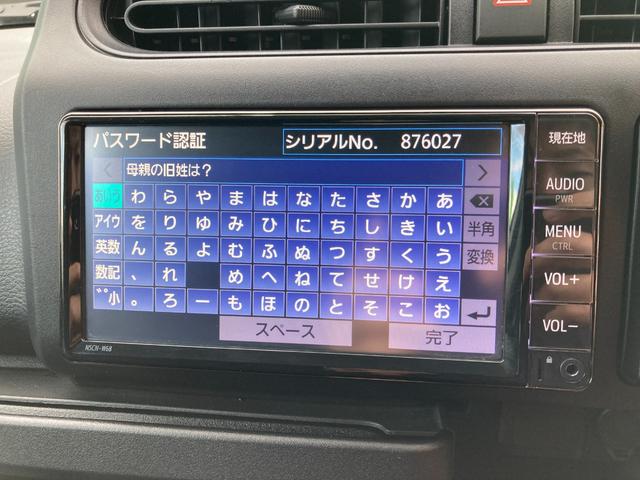 パスワード認証 シリアルNo. 876027
母親の旧姓は?
あいう わ ら や ま は な た さ か あ
アイウ を り ゆ み ひ に ち し き い 半角
英数 ん る よ む ふ ぬ つ す く う 変換
数記 、 れ め へ ね て せ け え
゛゜小 。 ろ ー も ほ の と そ こ お
スペース 完了
NSCN-W68
現在地
AUDIO
PWR
MENU
CTRL
VOL+
VOL-